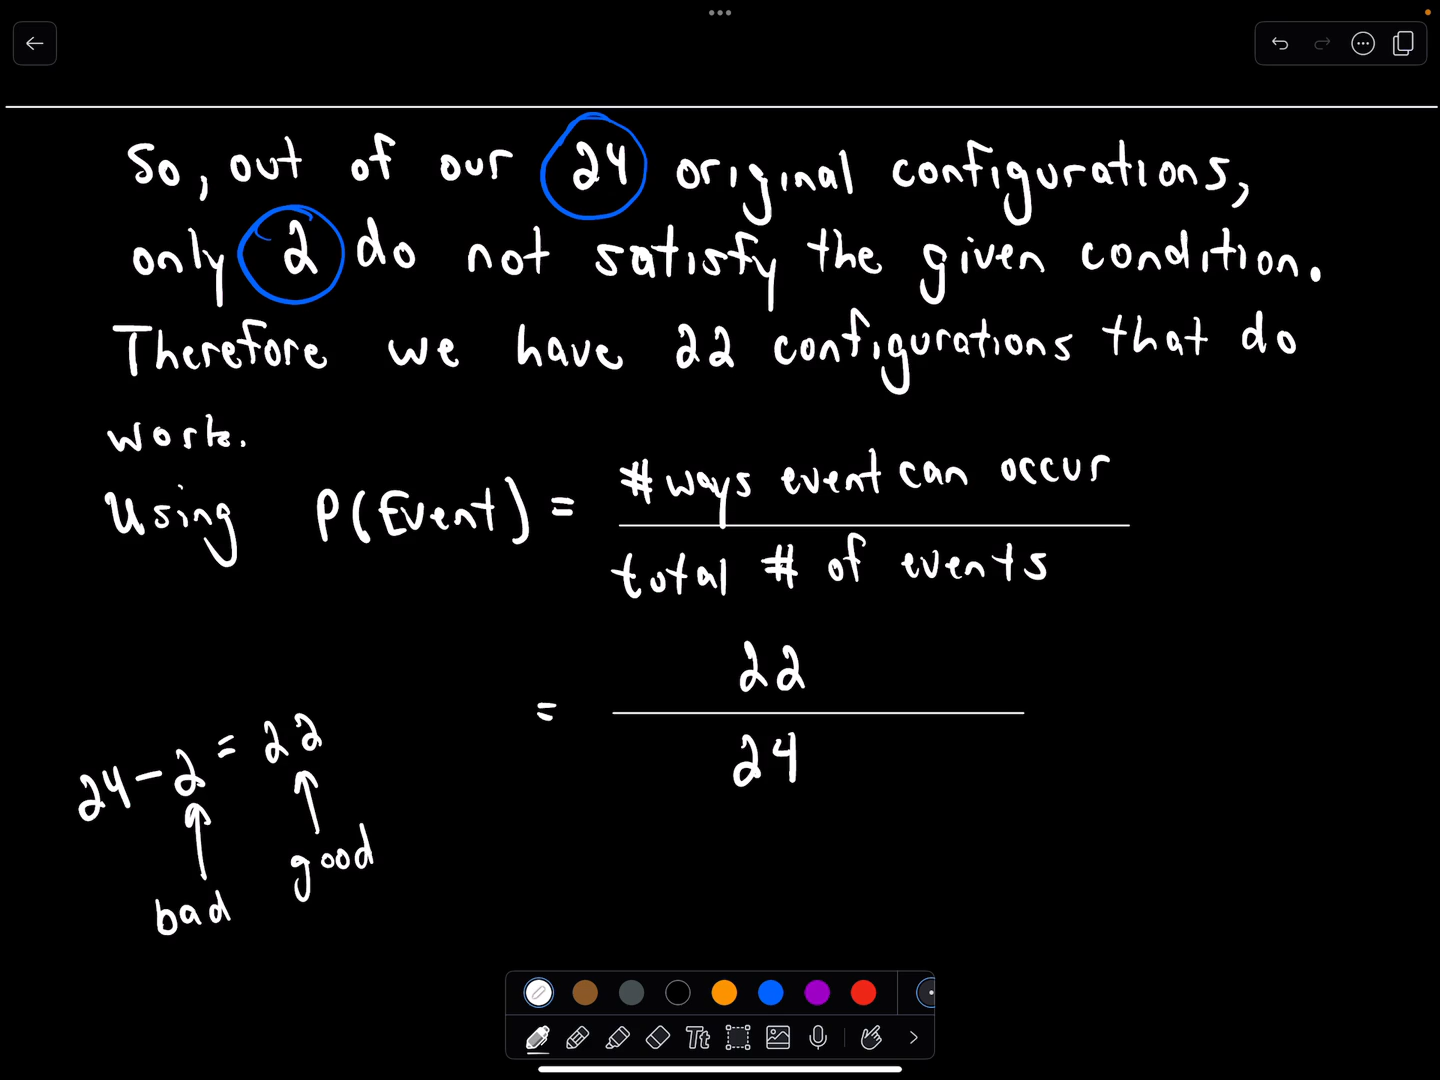 So, out of our 24 original configurations,
only 2 do not satisfy the given condition.
Therefore we have 22 configurations that do
work.
Using P(Event) = # ways event can occur
total # of events
= 22
24
24 - 2 = 22
bad
good
Tt